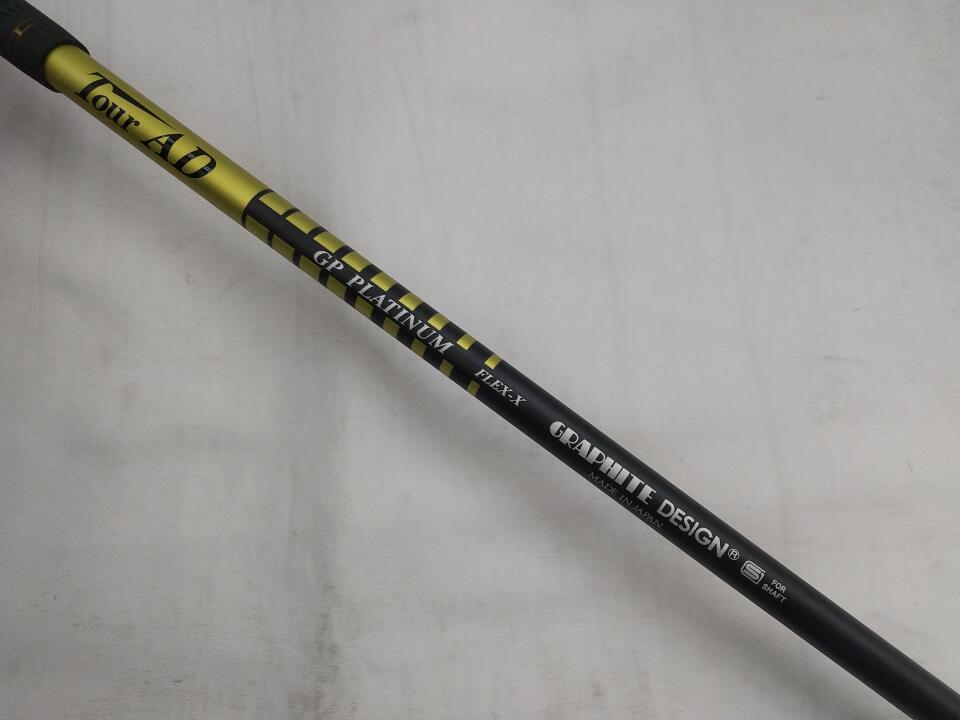 Tour AD
GP PLATINUM
FLEX-X
GRAPHITE DESIGN®
MADE IN JAPAN
S FOR
SHAFT